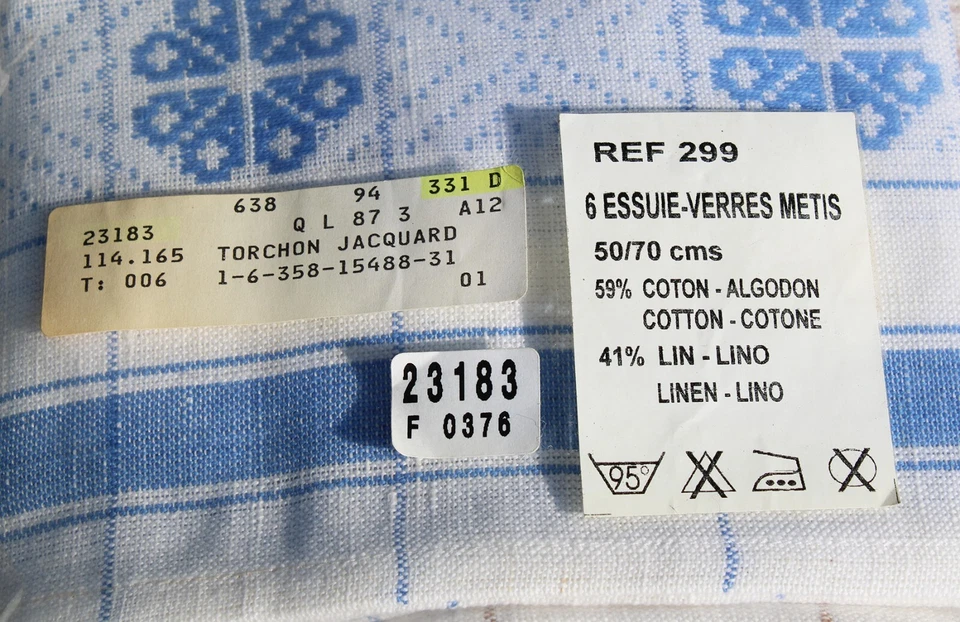 638 94 331 D
Q L 87 3 A12
23183
114.165 TORCHON JACQUARD
T: 006 1-6-358-15488-31
01
23183
F 0376
REF 299
6 ESSUIE-VERRES METIS
50/70 cms
59% COTON - ALGODON
COTTON - COTONE
41% LIN - LINO
LINEN - LINO
95°